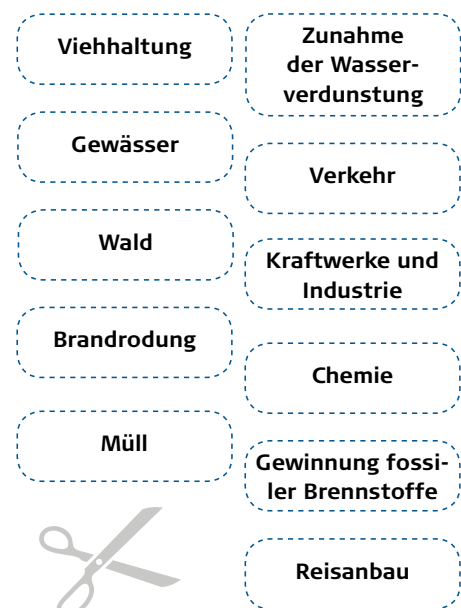 Viehhaltung
Gewässer
Wald
Brandrodung
Müll
Zunahme
der Wasser-
verdunstung
Verkehr
Kraftwerke und
Industrie
Chemie
Gewinnung fossi-
ler Brennstoffe
Reisanbau